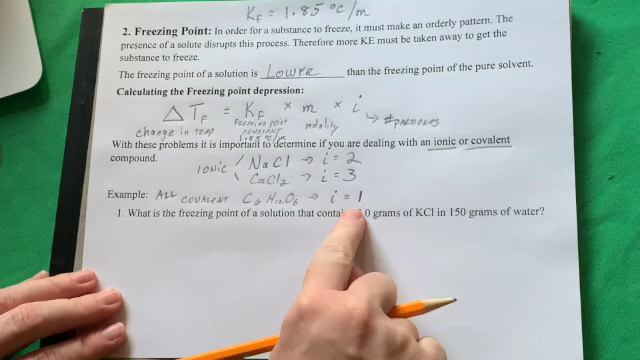 KF = 1.85 °C/m
2. Freezing Point: In order for a substance to freeze, it must make an orderly pattern. The
presence of a solute disrupts this process. Therefore more KE must be taken away to get the
substance to freeze.
The freezing point of a solution is LOWER than the freezing point of the pure solvent.
Calculating the Freezing point depression:
Δ TF = KF × m × i → # PARTICLES
change in temp FREEZING POINT CONSTANT 1.85 °C/m molality
With these problems it is important to determine if you are dealing with an ionic or covalent
compound.
IONIC / NaCl → i = 2
\ CaCl2 → i = 3
Example: ALL COVALENT C6 H12O6 → i = 1
1. What is the freezing point of a solution that 0 grams of KCl in 150 grams of water?